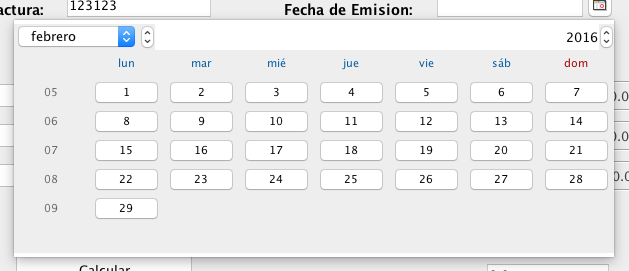 actura: 123123 Fecha de Emision:
febrero 2016
lun mar mié jue vie sáb dom
05 1 2 3 4 5 6 7
06 8 9 10 11 12 13 14
07 15 16 17 18 19 20 21
08 22 23 24 25 26 27 28
09 29
Calcular